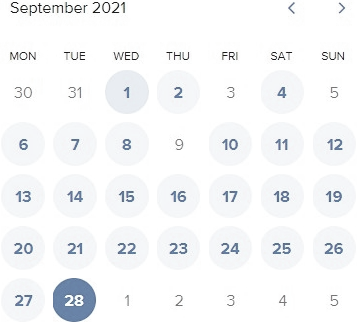 September 2021
MON TUE WED THU FRI SAT SUN
30 31 1 2 3 4 5
6 7 8 9 10 11 12
13 14 15 16 17 18 19
20 21 22 23 24 25 26
27 28 1 2 3 4 5